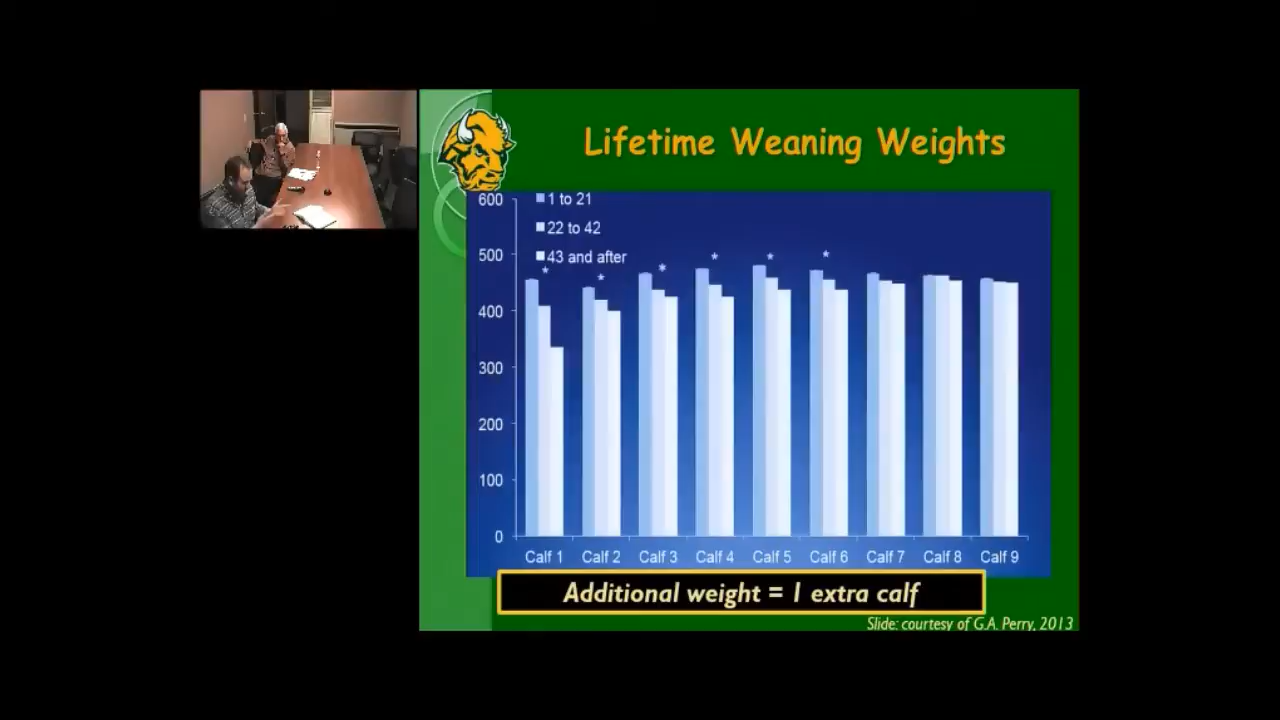 Lifetime Weaning Weights
600
500
400
300
200
100
0
1 to 21
22 to 42
43 and after
*
*
*
*
*
*
Calf 1 Calf 2 Calf 3 Calf 4 Calf 5 Calf 6 Calf 7 Calf 8 Calf 9
Additional weight = 1 extra calf
Slide: courtesy of G.A. Perry, 2013